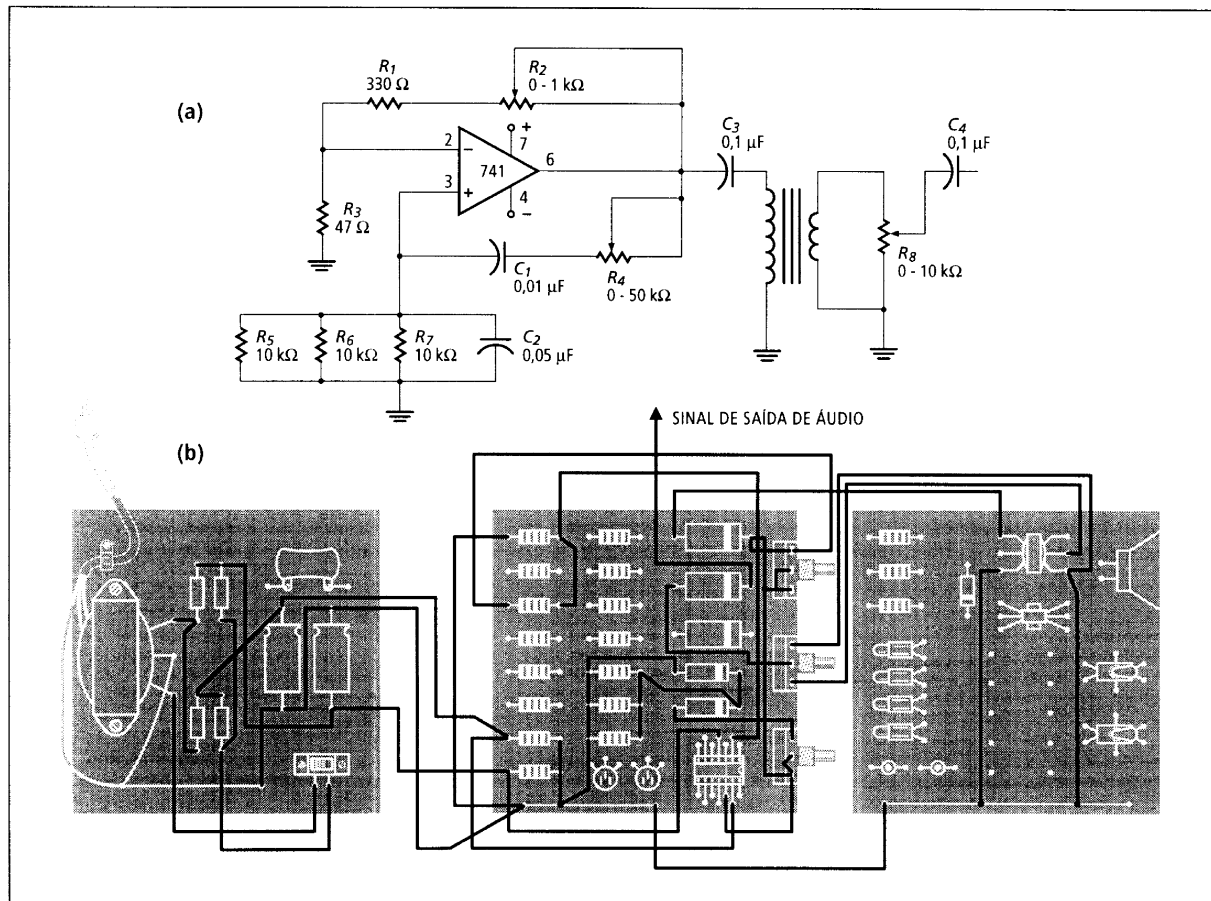 (a)
R1
330 Ω
R2
0 - 1 kΩ
+
7
2
−
741
6
3
+
4
−
R3
47 Ω
C1
0,01 µF
R4
0 - 50 kΩ
C3
0,1 µF
C4
0,1 µF
R8
0 - 10 kΩ
R5
10 kΩ
R6
10 kΩ
R7
10 kΩ
C2
0,05 µF
(b)
SINAL DE SAÍDA DE ÁUDIO